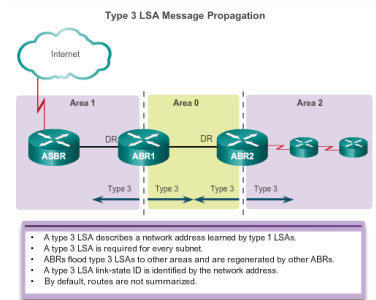 Type 3 LSA Message Propagation
Internet
Area 1
Area 0
Area 2
DR
DR
ASBR
ABR1
ABR2
Type 3
Type 3
Type 3
Type 3
• A type 3 LSA describes a network address learned by type 1 LSAs.
• A type 3 LSA is required for every subnet.
• ABRs flood type 3 LSAs to other areas and are regenerated by other ABRs.
• A type 3 LSA link-state ID is identified by the network address.
• By default, routes are not summarized.